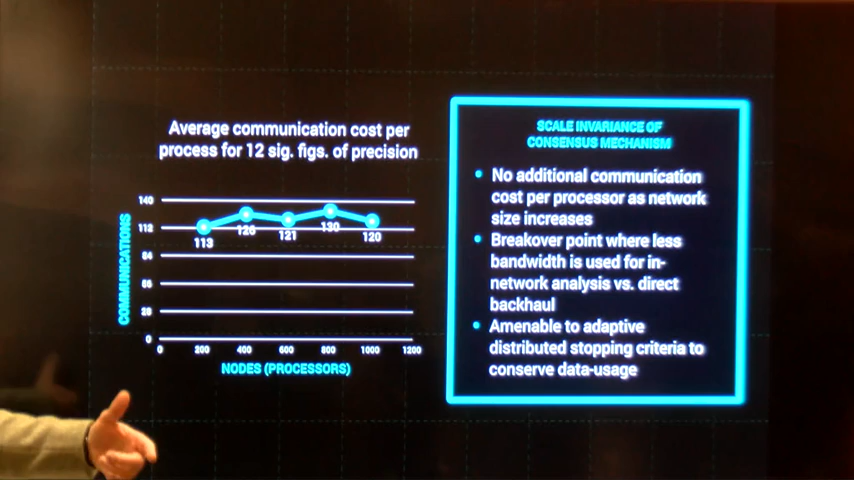 Average communication cost per
process for 12 sig. figs. of precision
COMMUNICATIONS
140
112
84
56
28
0
113
126
121
130
120
0 200 400 600 800 1000 1200
NODES (PROCESSORS)
SCALE INVARIANCE OF
CONSENSUS MECHANISM
• No additional communication
cost per processor as network
size increases
• Breakover point where less
bandwidth is used for in-
network analysis vs. direct
backhaul
• Amenable to adaptive
distributed stopping criteria to
conserve data-usage